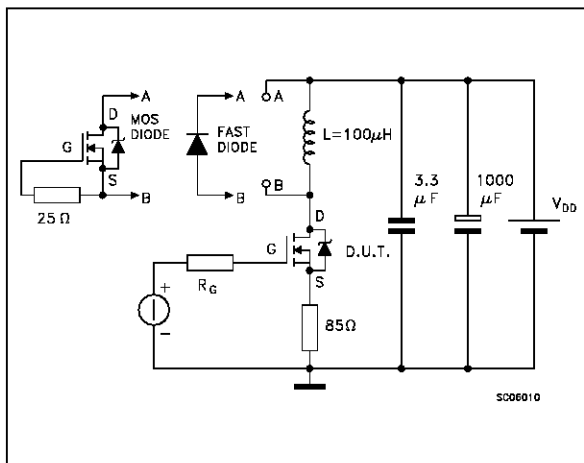 A
D
MOS
DIODE
G
S
B
25 Ω
A
FAST
DIODE
B
A
L=100μH
B
D
G
D.U.T.
S
RG
+
−
85Ω
3.3
μF
1000
μF
VDD
SC06010